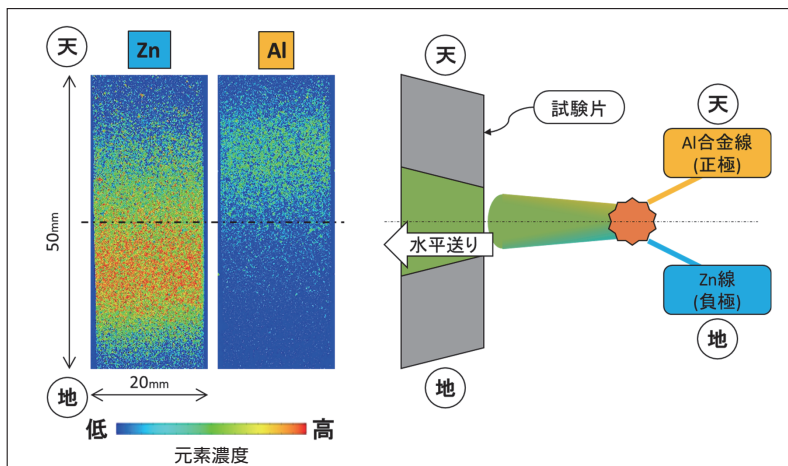 天
Zn
Al
50mm
地
20mm
低
高
元素濃度
天
試験片
天
Al合金線
(正極)
水平送り
Zn線
(負極)
地
地